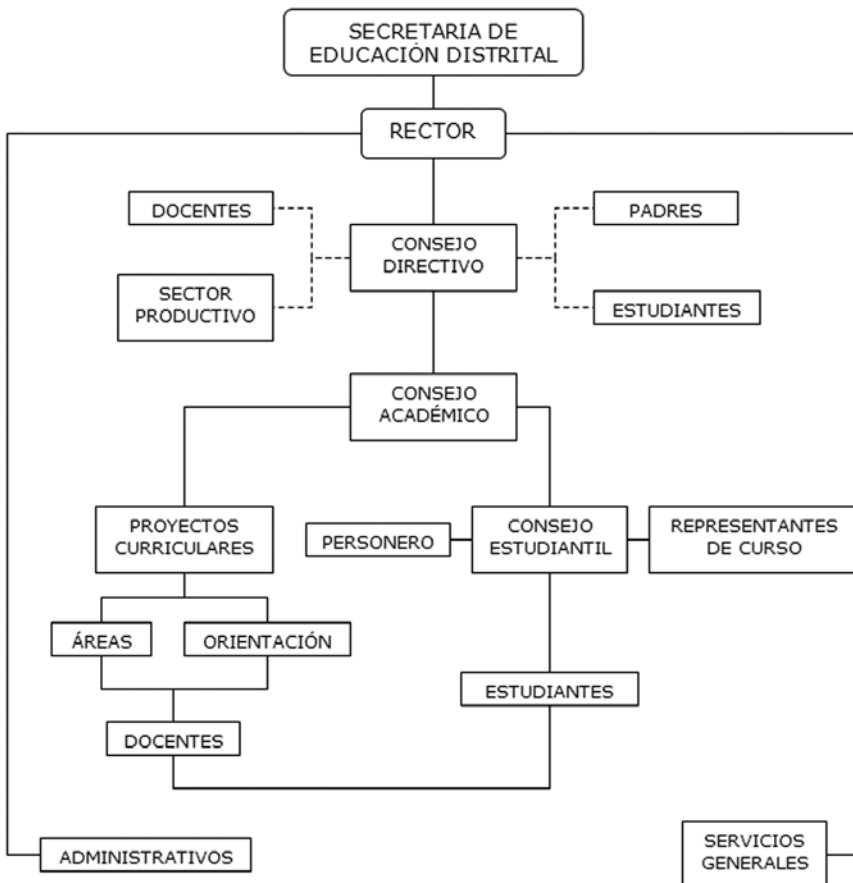 SECRETARIA DE
EDUCACIÓN DISTRITAL
RECTOR
DOCENTES
PADRES
CONSEJO
DIRECTIVO
SECTOR
PRODUCTIVO
ESTUDIANTES
CONSEJO
ACADÉMICO
PROYECTOS
CURRICULARES
PERSONERO
CONSEJO
ESTUDIANTIL
REPRESENTANTES
DE CURSO
ÁREAS
ORIENTACIÓN
ESTUDIANTES
DOCENTES
ADMINISTRATIVOS
SERVICIOS
GENERALES